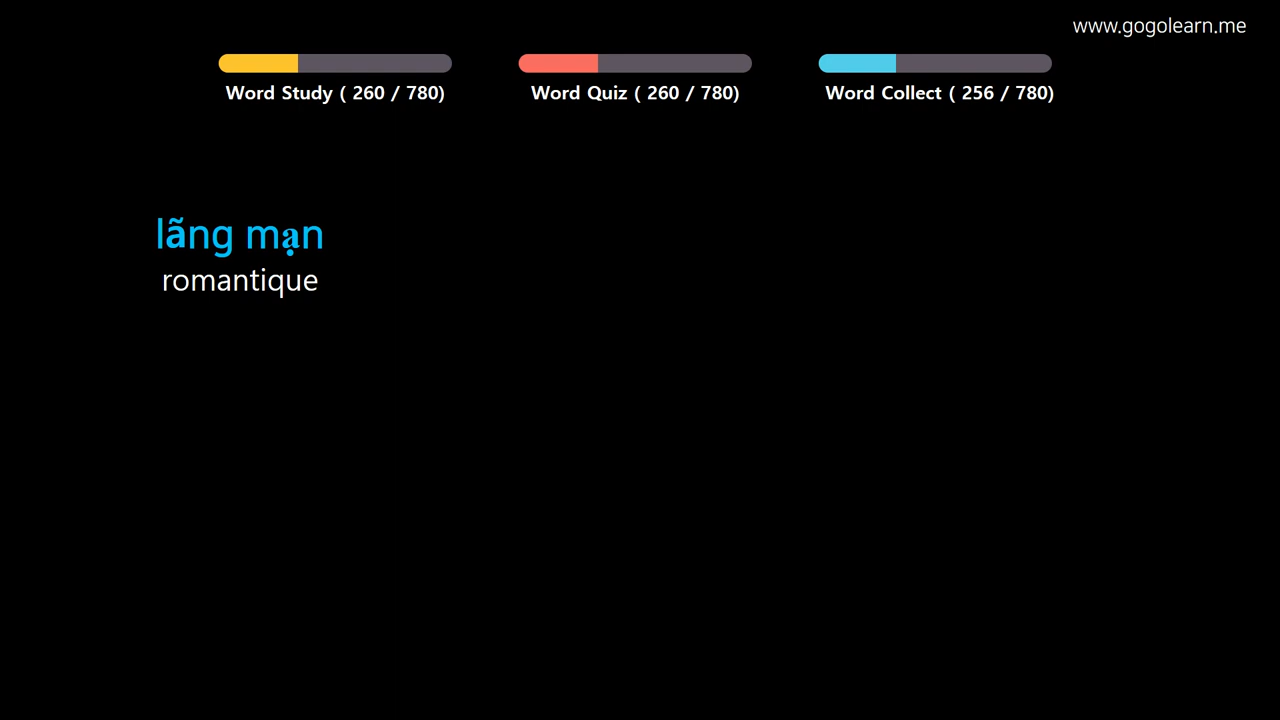 www.gogolearn.me
Word Study ( 260 / 780)
Word Quiz ( 260 / 780)
Word Collect ( 256 / 780)
lãng mạn
romantique